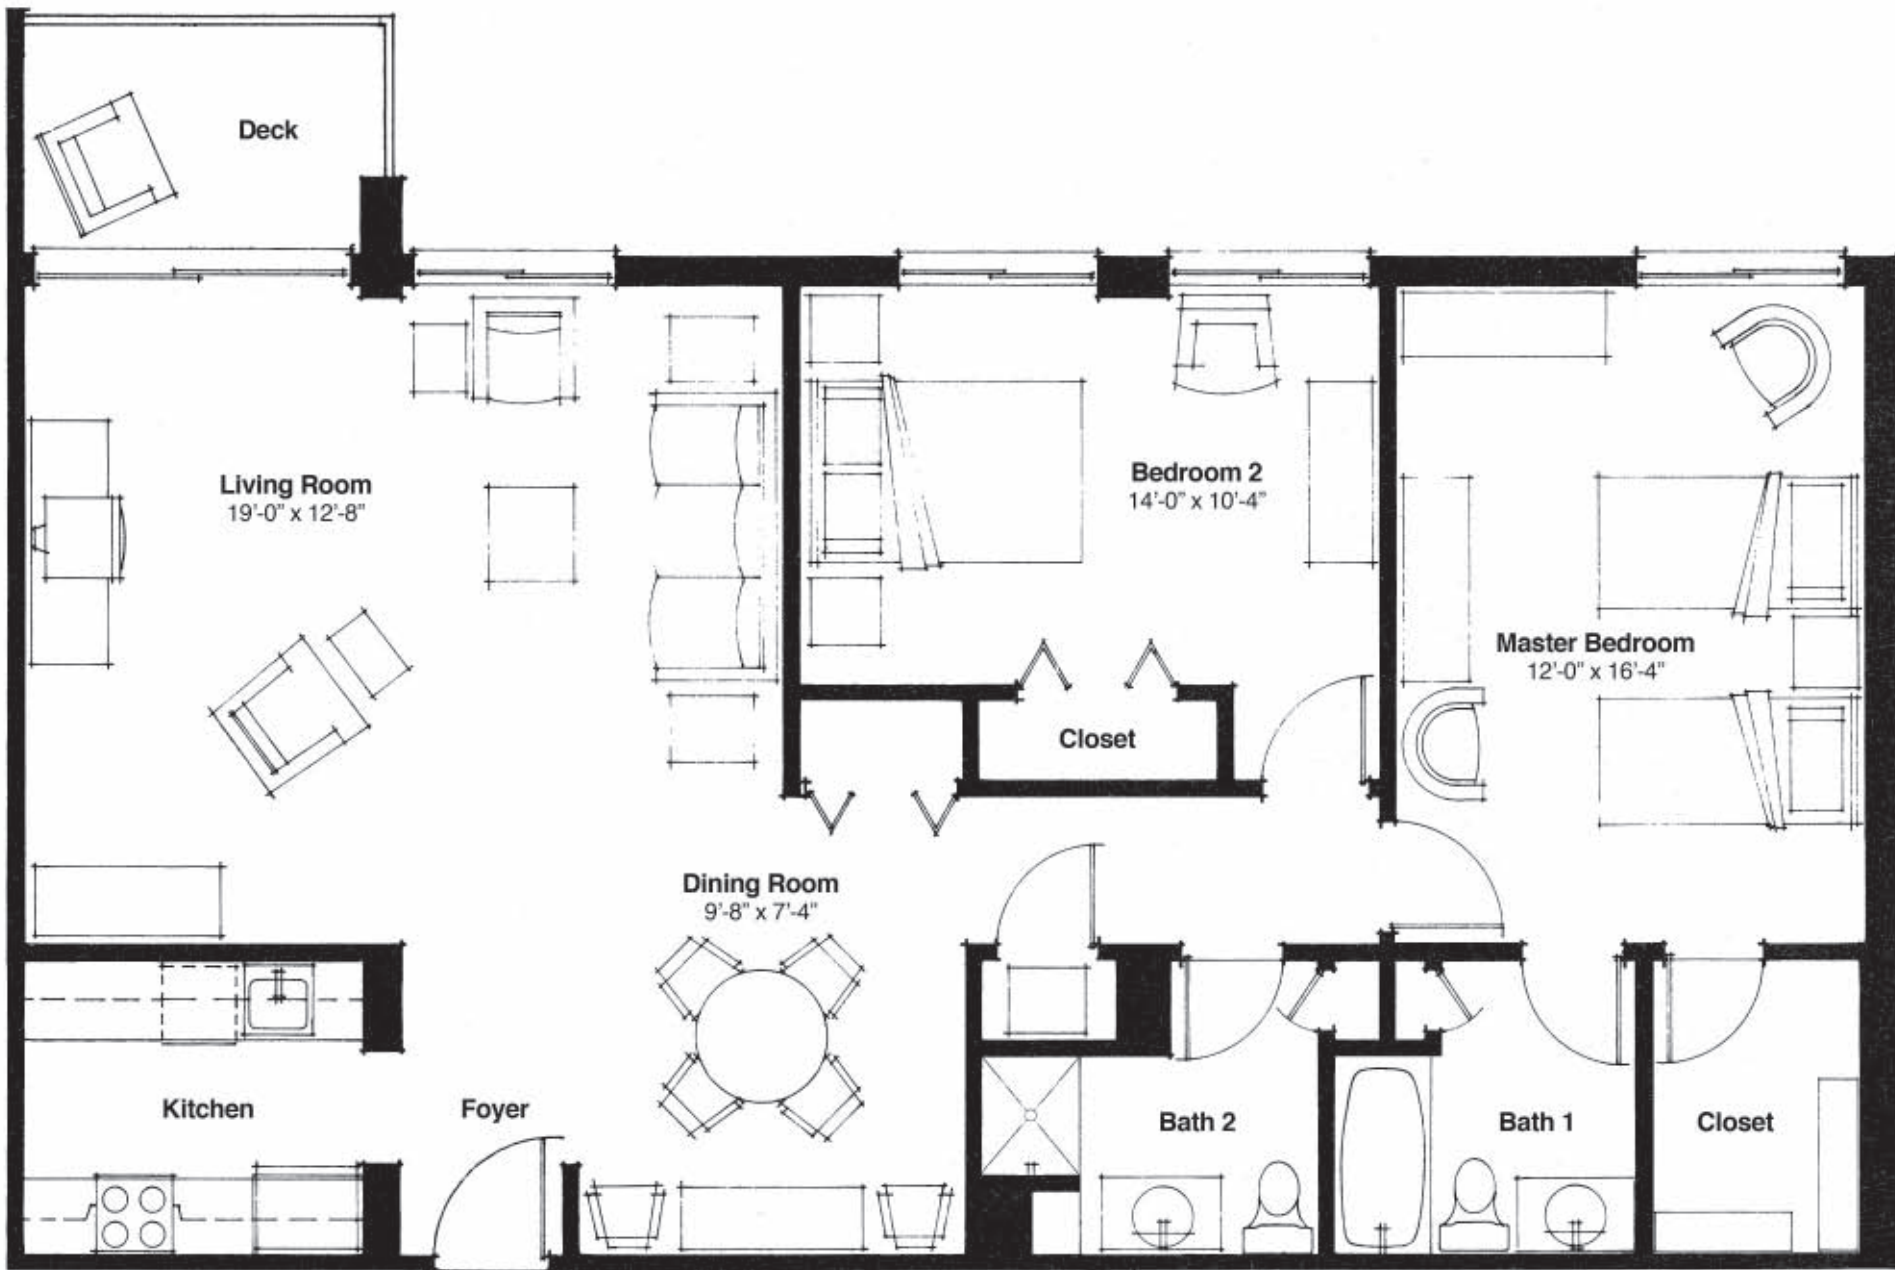 Deck
Living Room
19'-0" x 12'-8"
Bedroom 2
14'-0" x 10'-4"
Master Bedroom
12'-0" x 16'-4"
Closet
Dining Room
9'-8" x 7'-4"
Kitchen
Foyer
Bath 2
Bath 1
Closet